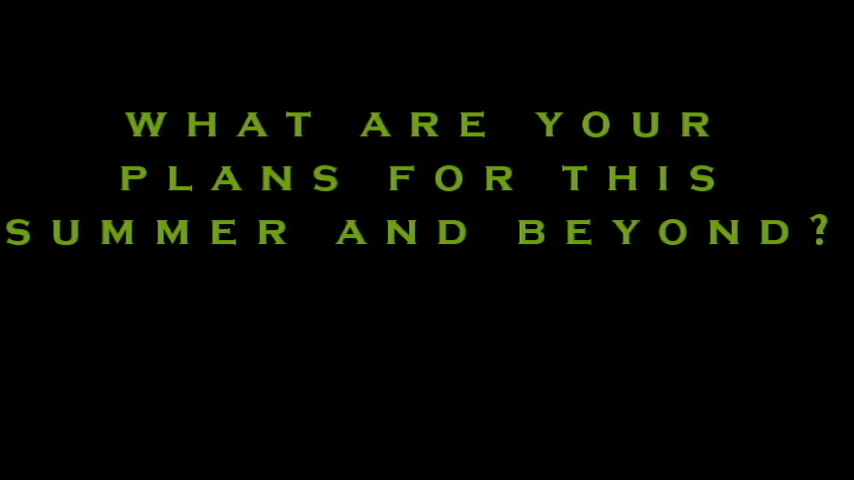 WHAT ARE YOUR
PLANS FOR THIS
SUMMER AND BEYOND?